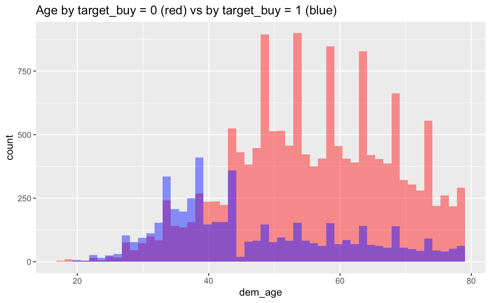 Age by target_buy = 0 (red) vs by target_buy = 1 (blue)
count
750
500
250
0
20
40
60
80
dem_age